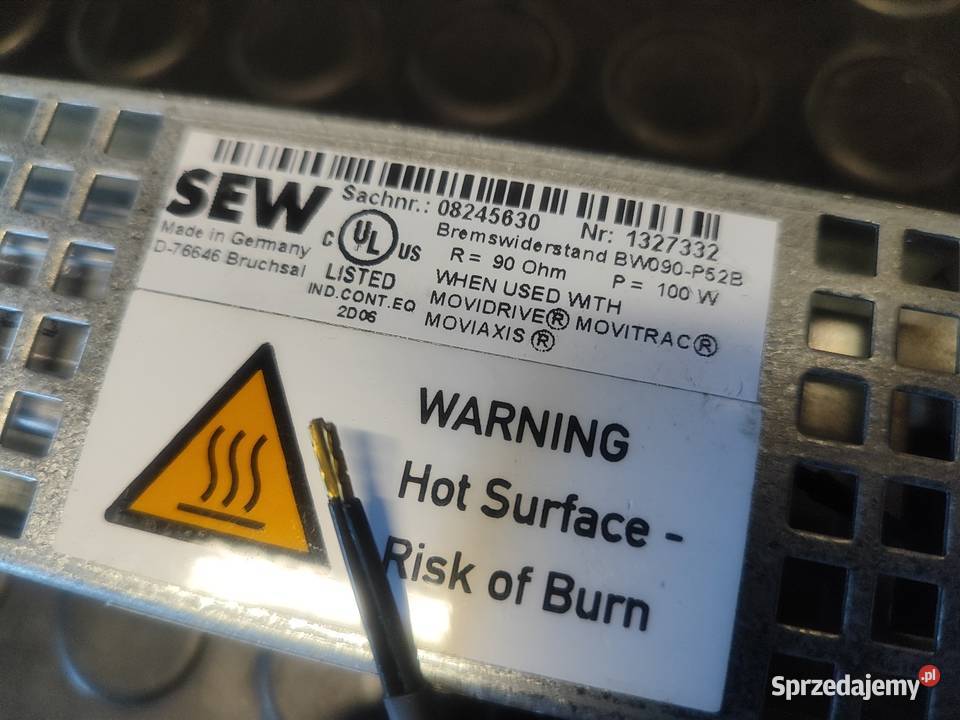 SEW
Sachnr.: 08245630 Nr: 1327332
Made in Germany
D-76646 Bruchsal
C UL US
LISTED
IND.CONT.EQ
2D06
Bremswiderstand BW090-P52B
R = 90 Ohm P = 100 W
WHEN USED WITH
MOVIDRIVE® MOVITRAC®
MOVIAXIS ®
WARNING
Hot Surface -
Risk of Burn
Sprzedajemy.pl